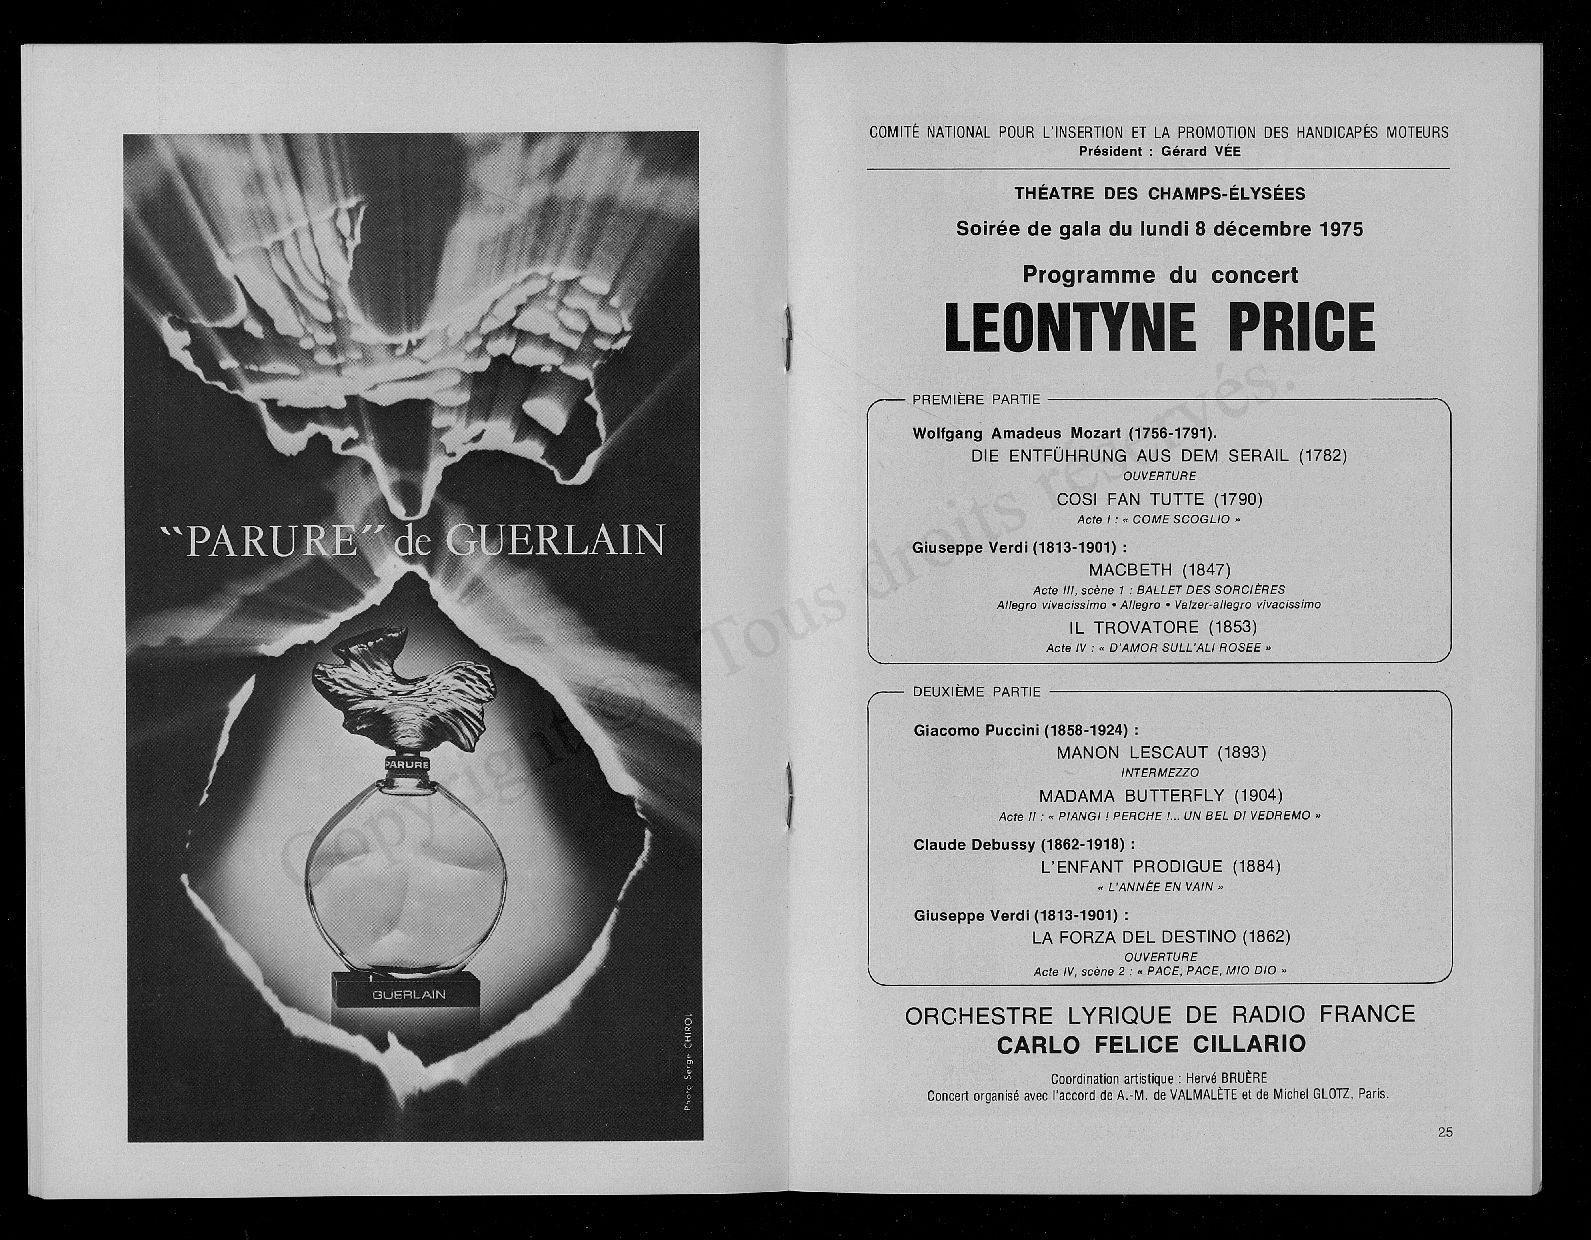 "PARURE" de GUERLAIN
PARURE
GUERLAIN
Photo Serge CHIROL
COMITÉ NATIONAL POUR L'INSERTION ET LA PROMOTION DES HANDICAPÉS MOTEURS
Président : Gérard VÉE
THÉATRE DES CHAMPS-ÉLYSÉES
Soirée de gala du lundi 8 décembre 1975
Programme du concert
LEONTYNE PRICE
PREMIÈRE PARTIE
Wolfgang Amadeus Mozart (1756-1791).
DIE ENTFÜHRUNG AUS DEM SERAIL (1782)
OUVERTURE
COSI FAN TUTTE (1790)
Acte I : « COME SCOGLIO »
Giuseppe Verdi (1813-1901) :
MACBETH (1847)
Acte III, scène 1 : BALLET DES SORCIÈRES
Allegro vivacissimo • Allegro • Valzer-allegro vivacissimo
IL TROVATORE (1853)
Acte IV : « D'AMOR SULL'ALI ROSEE »
DEUXIÈME PARTIE
Giacomo Puccini (1858-1924) :
MANON LESCAUT (1893)
INTERMEZZO
MADAMA BUTTERFLY (1904)
Acte II : « PIANGI ! PERCHE !... UN BEL DI VEDREMO »
Claude Debussy (1862-1918) :
L'ENFANT PRODIGUE (1884)
« L'ANNÉE EN VAIN »
Giuseppe Verdi (1813-1901) :
LA FORZA DEL DESTINO (1862)
OUVERTURE
Acte IV, scène 2 : « PACE, PACE, MIO DIO »
ORCHESTRE LYRIQUE DE RADIO FRANCE
CARLO FELICE CILLARIO
Coordination artistique : Hervé BRUÈRE
Concert organisé avec l'accord de A.-M. de VALMALÈTE et de Michel GLOTZ, Paris.
25
Copyright © Tous droits réservés.